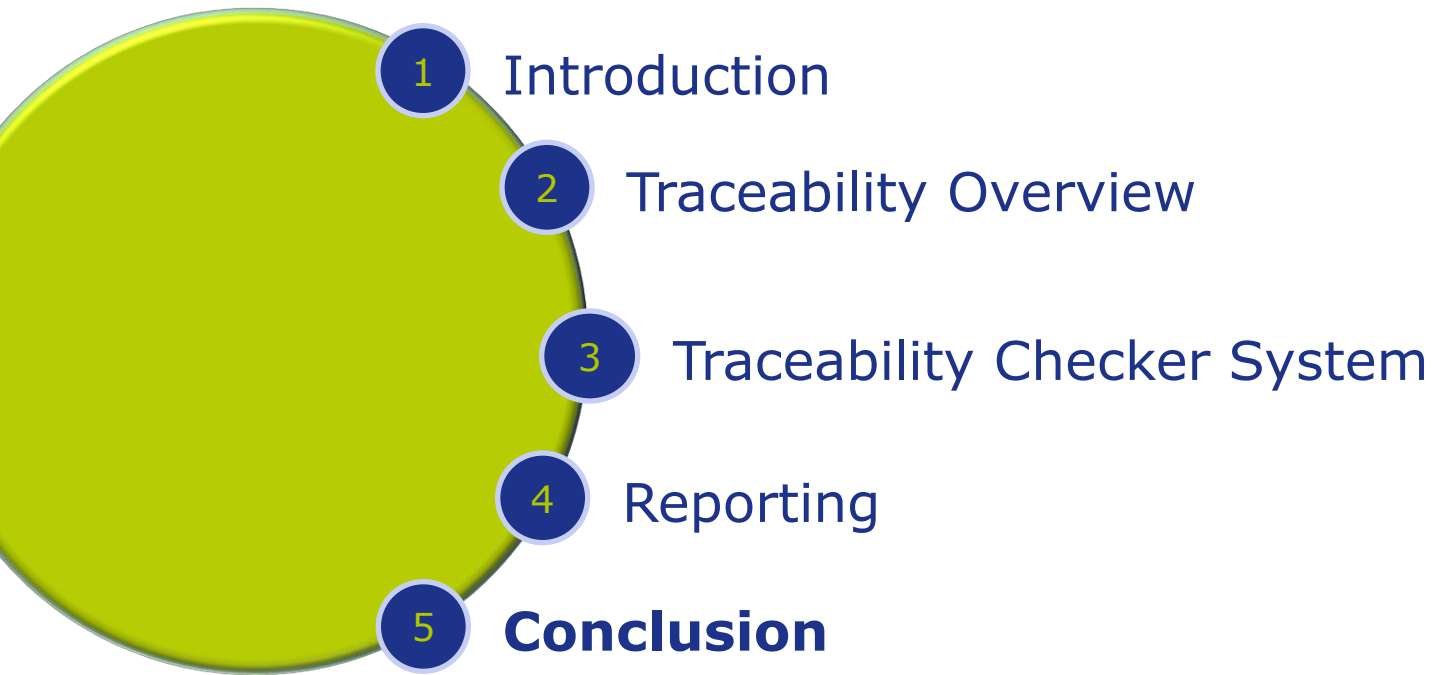 1 Introduction
2 Traceability Overview
3 Traceability Checker System
4 Reporting
5 Conclusion